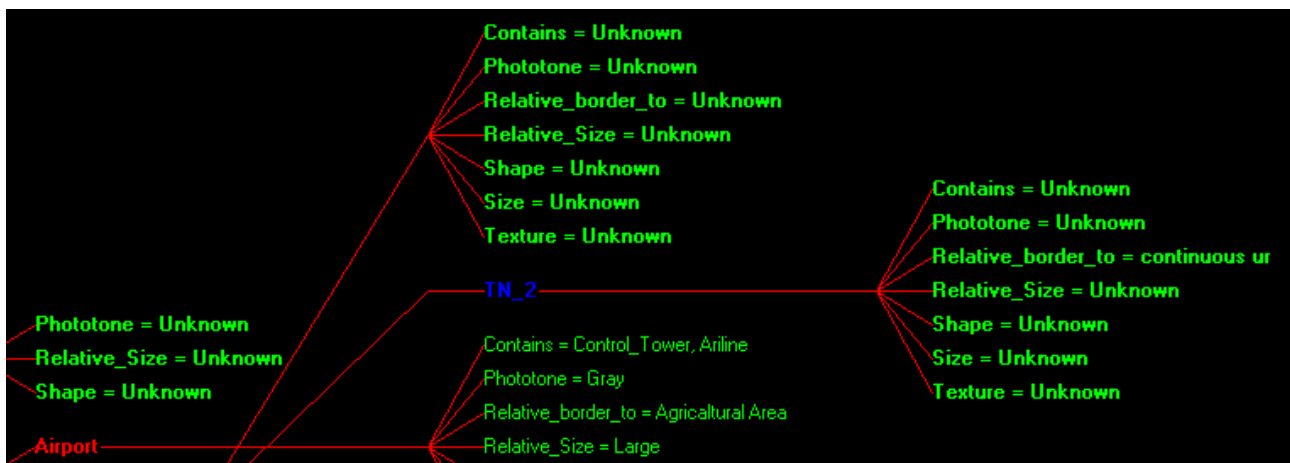 Contains = Unknown
Phototone = Unknown
Relative_border_to = Unknown
Relative_Size = Unknown
Shape = Unknown
Size = Unknown
Texture = Unknown
TN_2
Contains = Unknown
Phototone = Unknown
Relative_border_to = continuous ur
Relative_Size = Unknown
Shape = Unknown
Size = Unknown
Texture = Unknown
Phototone = Unknown
Relative_Size = Unknown
Shape = Unknown
Airport
Contains = Control_Tower, Ariline
Phototone = Gray
Relative_border_to = Agricaltural Area
Relative_Size = Large